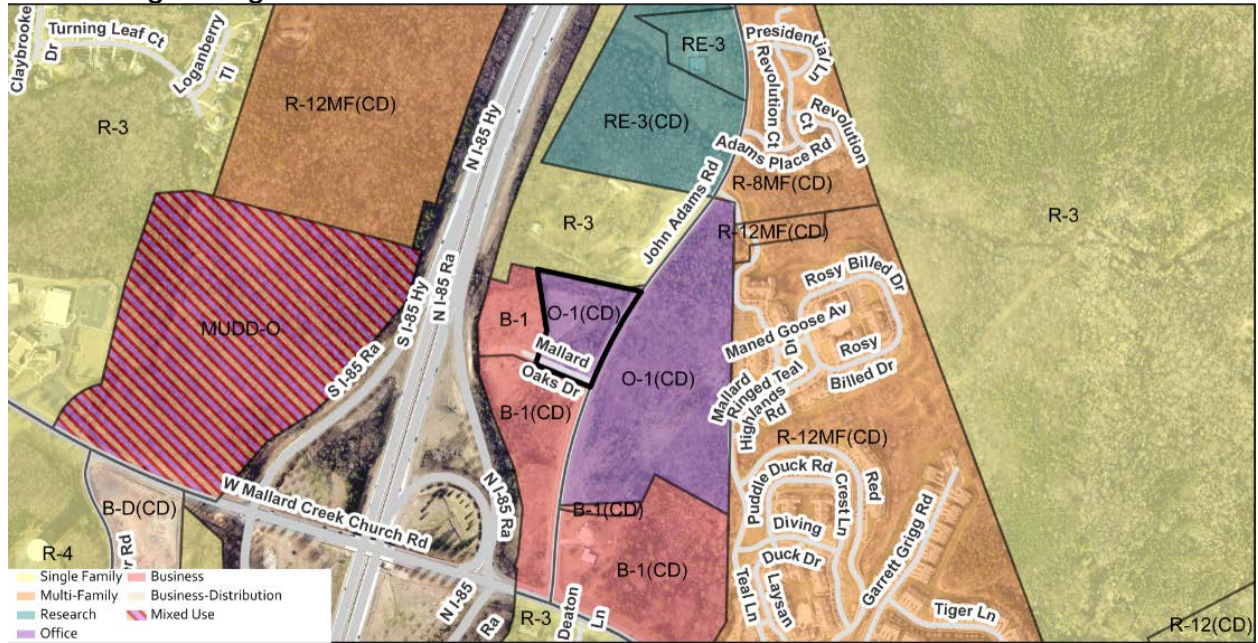 Claybrooke
Dr
Turning Leaf Ct
Loganberry
Tl
R-3
R-12MF(CD)
N I-85 Hy
RE-3
RE-3(CD)
Presidential Ln
Revolution Ct
Revolution
Ct
Adams Place Rd
R-8MF(CD)
R-3
R-12MF(CD)
R-3
John Adams Rd
MUDD-O
S I-85 Hy
N I-85 Ra
S I-85 Ra
B-1
O-1(CD)
Mallard
Oaks Dr
B-1(CD)
O-1(CD)
Rosy Billed Dr
Maned Goose Av
Rosy
Billed Dr
Mallard
Highlands
Ringed Teal
Rd
Dr
R-12MF(CD)
W Mallard Creek Church Rd
N I-85 Ra
B-D(CD)
R-4
B-1(CD)
B-1(CD)
Puddle Duck Rd
Crest Ln
Red
Diving
Duck Dr
Teal Ln
Laysan
Garrett Grigg Rd
Tiger Ln
R-12(CD)
N I-85
Ra
R-3
Deaton
Ln
Single Family
Business
Multi-Family
Business-Distribution
Research
Mixed Use
Office